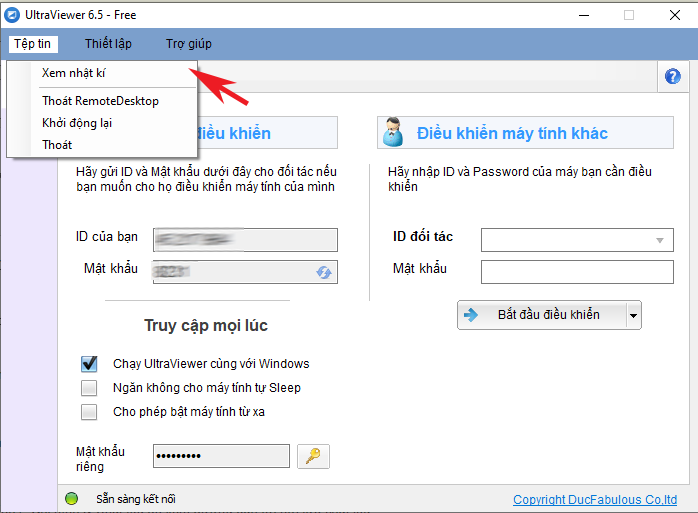 UltraViewer 6.5 - Free
Tệp tin Thiết lập Trợ giúp
Xem nhật kí
Thoát RemoteDesktop
Khởi động lại
Thoát
điều khiển
Hãy gửi ID và Mật khẩu dưới đây cho đối tác nếu
bạn muốn cho họ điều khiển máy tính của mình
ID của bạn
Mật khẩu
Truy cập mọi lúc
Chạy UltraViewer cùng với Windows
Ngăn không cho máy tính tự Sleep
Cho phép bật máy tính từ xa
Mật khẩu
riêng
Điều khiển máy tính khác
Hãy nhập ID và Password của máy bạn cần điều
khiển
ID đối tác
Mật khẩu
Bắt đầu điều khiển
Sẵn sàng kết nối
Copyright DucFabulous Co,ltd